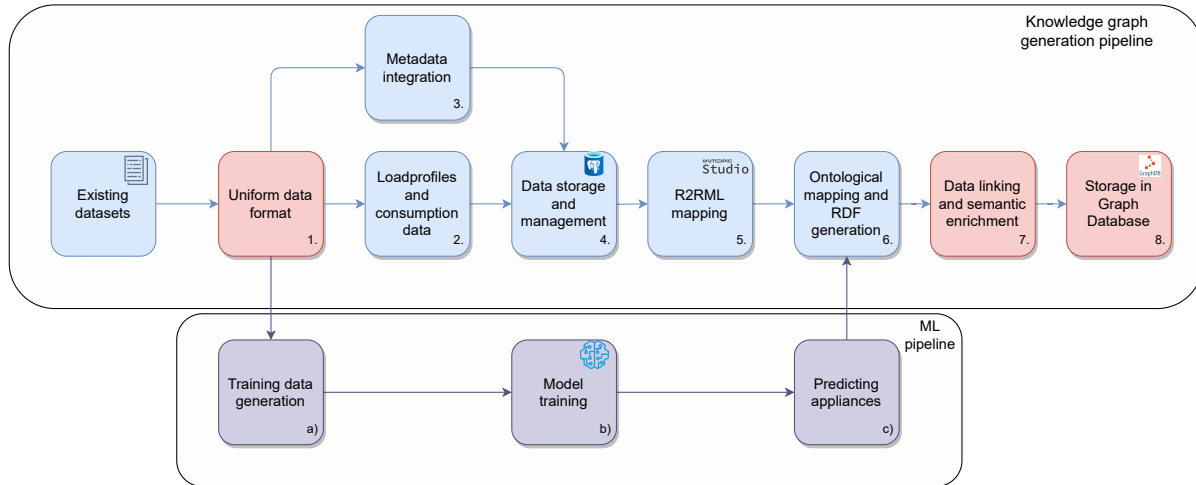 Knowledge graph
generation pipeline
Metadata
integration
3.
Existing
datasets
Uniform data
format
1.
Loadprofiles and
consumption
data
2.
Data storage
and
management
4.
ONTOPIC
Studio
R2RML
mapping
5.
Ontological
mapping and
RDF
generation
6.
Data linking
and semantic
enrichment
7.
GraphDB
Storage in
Graph
Database
8.
ML
pipeline
Training data
generation
a)
Model
training
b)
Predicting
appliances
c)